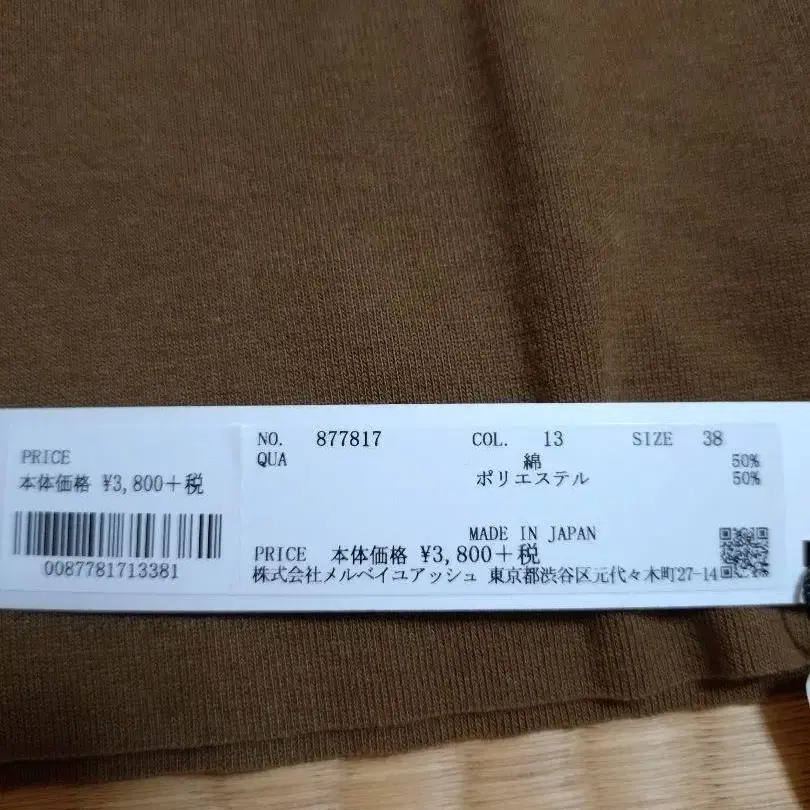 PRICE
本体価格 ¥3,800+税
0087781713381
NO. 877817 COL. 13 SIZE 38
QUA 綿 50%
ポリエステル 50%
MADE IN JAPAN
PRICE 本体価格 ¥3,800+税
株式会社メルベイユアッシュ 東京都渋谷区元代々木町27-14